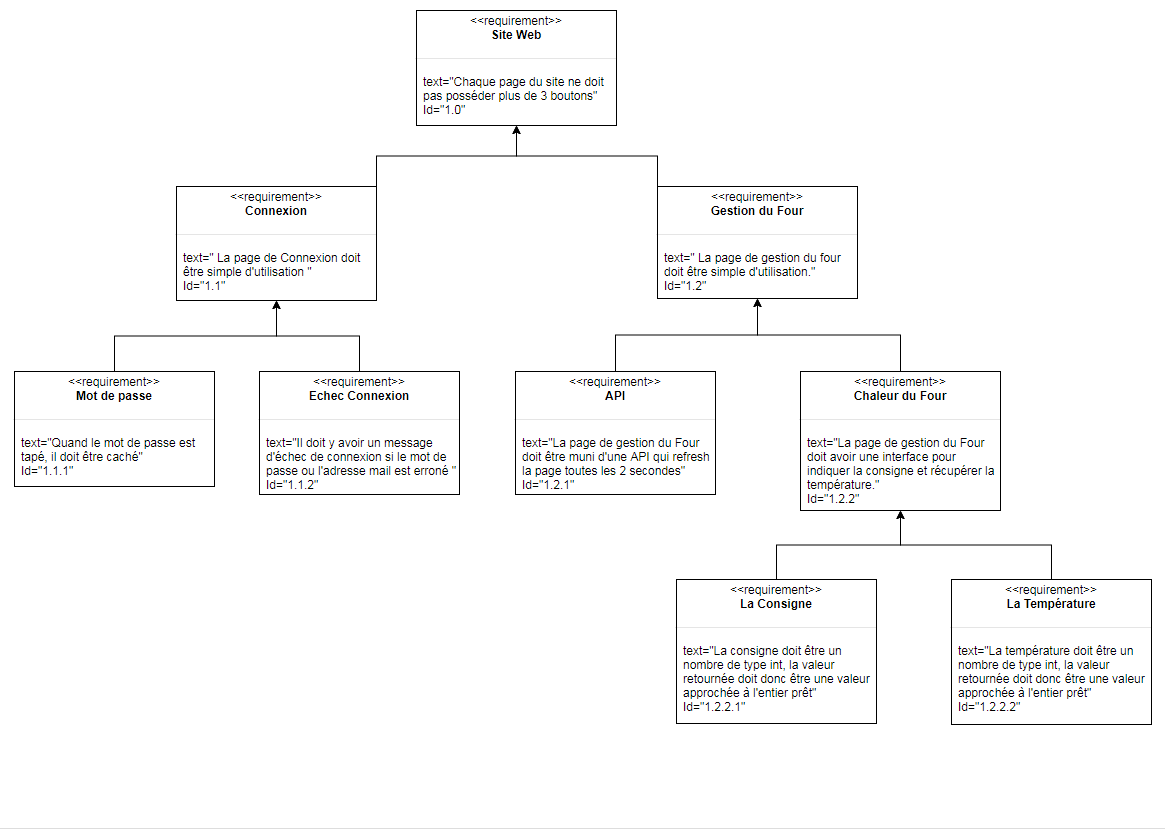 <<requirement>>
Site Web
text="Chaque page du site ne doit
pas posséder plus de 3 boutons"
Id="1.0"
<<requirement>>
Connexion
text=" La page de Connexion doit
être simple d'utilisation "
Id="1.1"
<<requirement>>
Gestion du Four
text=" La page de gestion du four
doit être simple d'utilisation."
Id="1.2"
<<requirement>>
Mot de passe
text="Quand le mot de passe est
tapé, il doit être caché"
Id="1.1.1"
<<requirement>>
Echec Connexion
text="Il doit y avoir un message
d'échec de connexion si le mot de
passe ou l'adresse mail est erroné "
Id="1.1.2"
<<requirement>>
API
text="La page de gestion du Four
doit être muni d'une API qui refresh
la page toutes les 2 secondes"
Id="1.2.1"
<<requirement>>
Chaleur du Four
text="La page de gestion du Four
doit avoir une interface pour
indiquer la consigne et récupérer la
température."
Id="1.2.2"
<<requirement>>
La Consigne
text="La consigne doit être un
nombre de type int, la valeur
retournée doit donc être une valeur
approchée à l'entier prêt"
Id="1.2.2.1"
<<requirement>>
La Température
text="La température doit être un
nombre de type int, la valeur
retournée doit donc être une valeur
approchée à l'entier prêt"
Id="1.2.2.2"